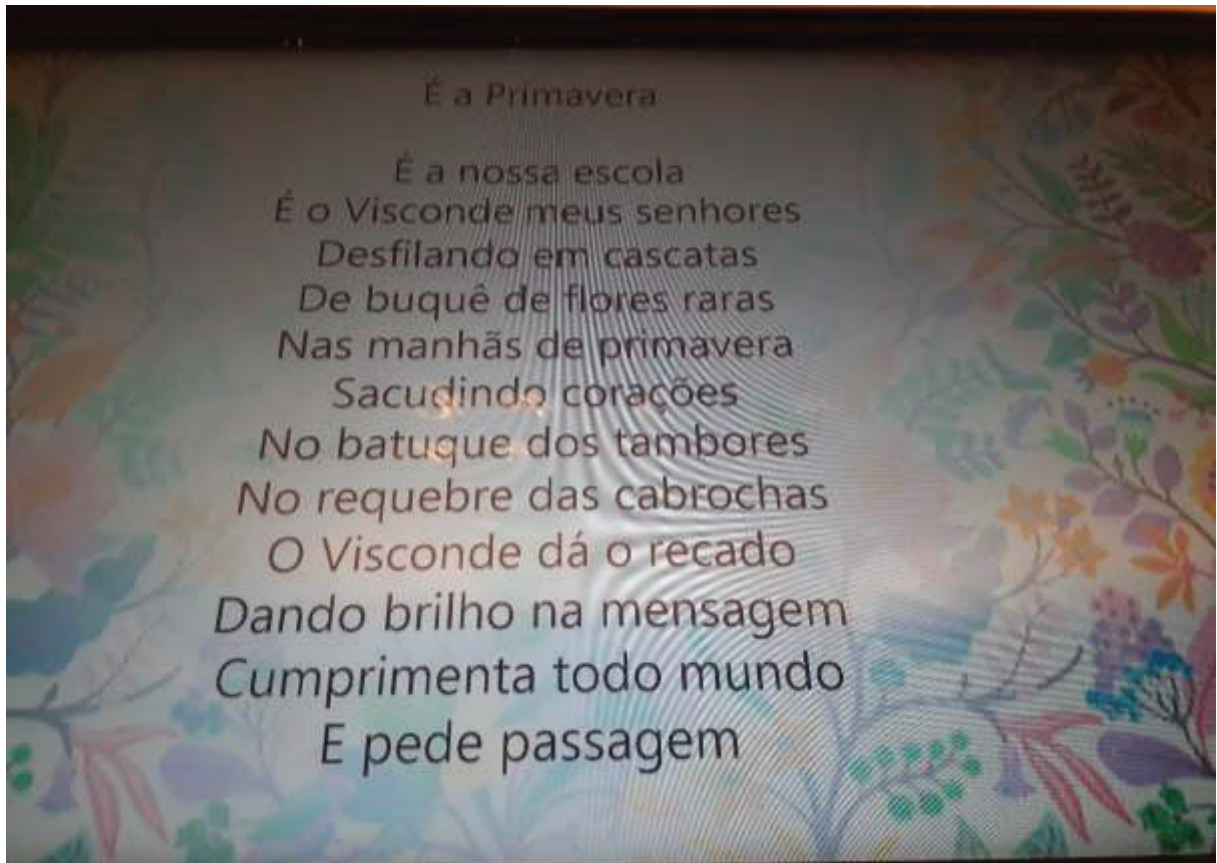 É a Primavera
É a nossa escola
É o Visconde meus senhores
Desfilando em cascatas
De buquê de flores raras
Nas manhãs de primavera
Sacudindo corações
No batuque dos tambores
No requebre das cabrochas
O Visconde dá o recado
Dando brilho na mensagem
Cumprimenta todo mundo
E pede passagem